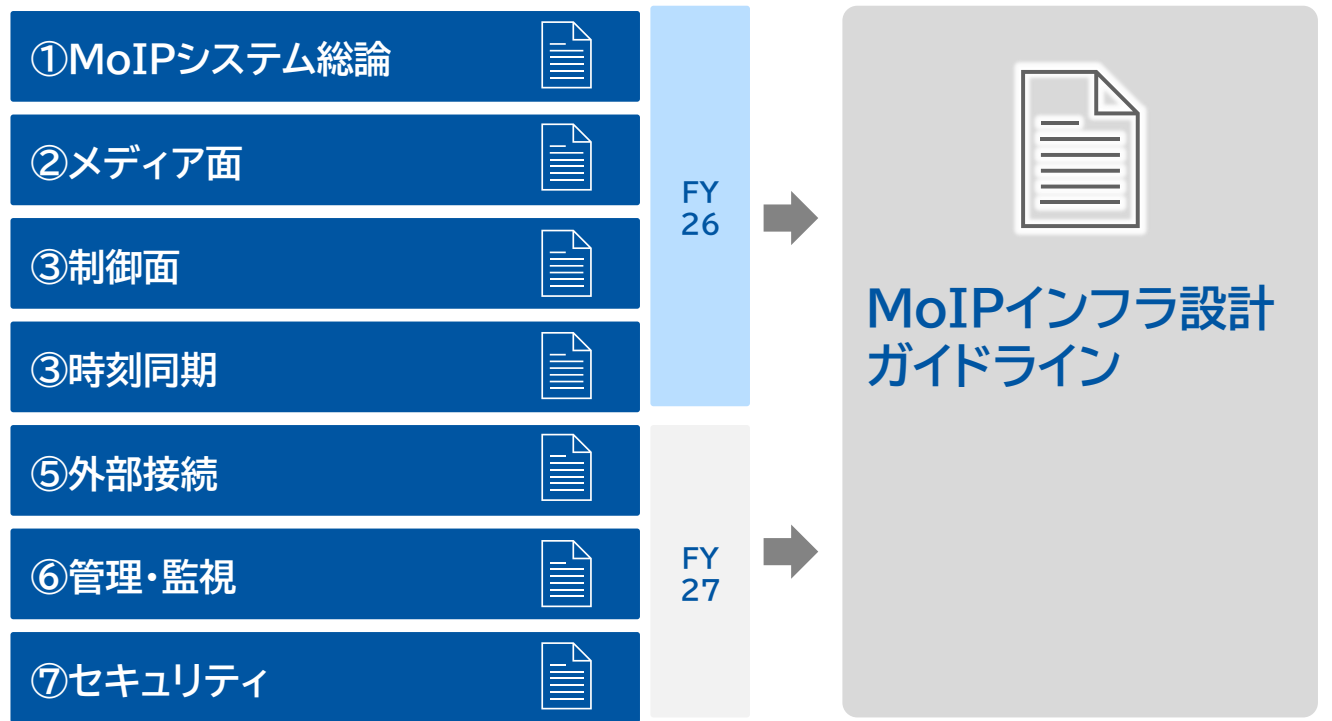 ①MoIPシステム総論
②メディア面
③制御面
③時刻同期
⑤外部接続
⑥管理・監視
⑦セキュリティ
FY
26
FY
27
MoIPインフラ設計
ガイドライン